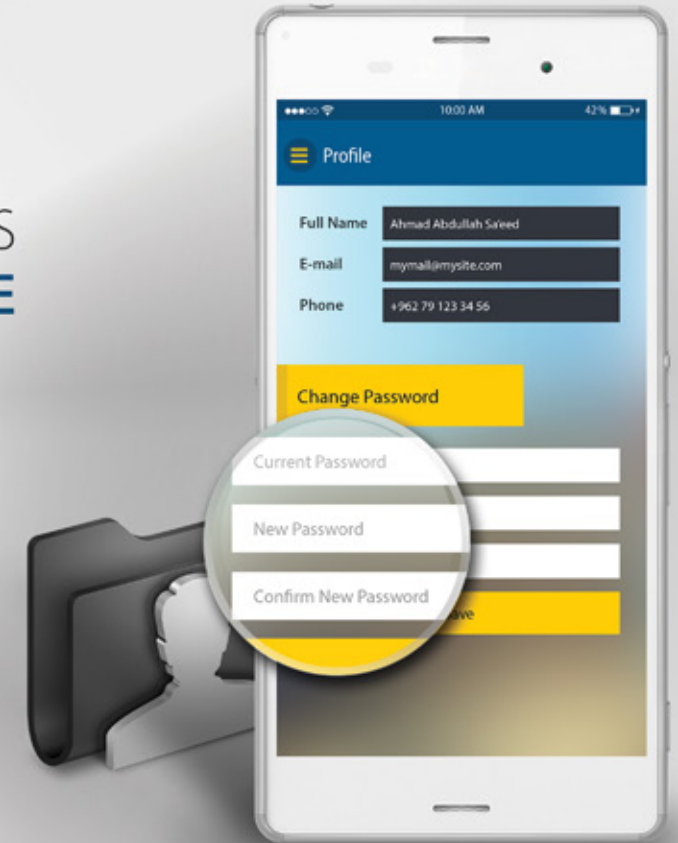 S
E
10:00 AM 42%
Profile
Full Name Ahmad Abdullah Sa'eed
E-mail mymail@mysite.com
Phone +962 79 123 34 56
Change Password
Current Password
New Password
Confirm New Password